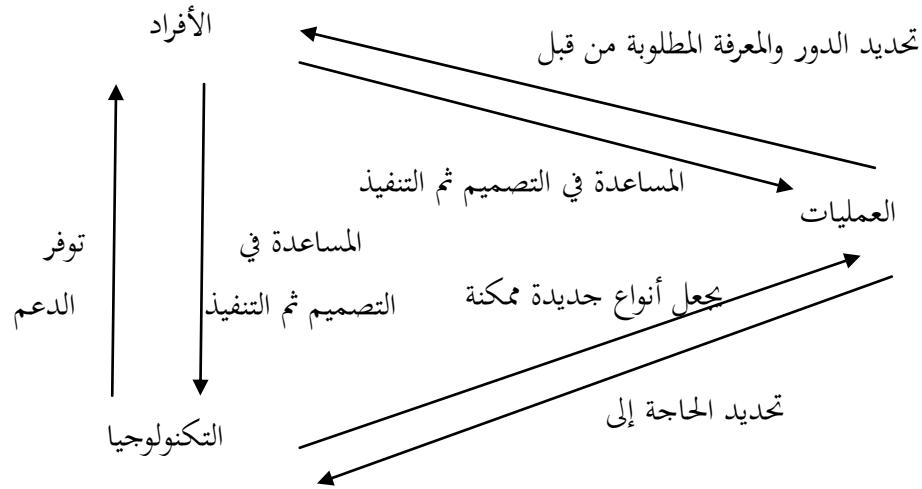 الأفراد
تحديد الدور والمعرفة المطلوبة من قبل
المساعدة في التصميم ثم التنفيذ
العمليات
المساعدة في
توفر
يجعل أنواع جديدة ممكنة
التصميم ثم التنفيذ
الدعم
تحديد الحاجة إلى
التكنولوجيا